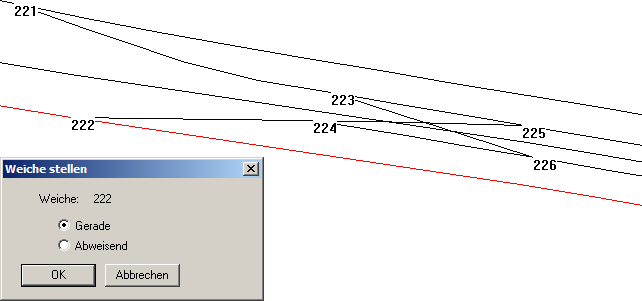 221
223
222
224
225
226
Weiche stellen
Weiche: 222
Gerade
Abweisend
OK Abbrechen